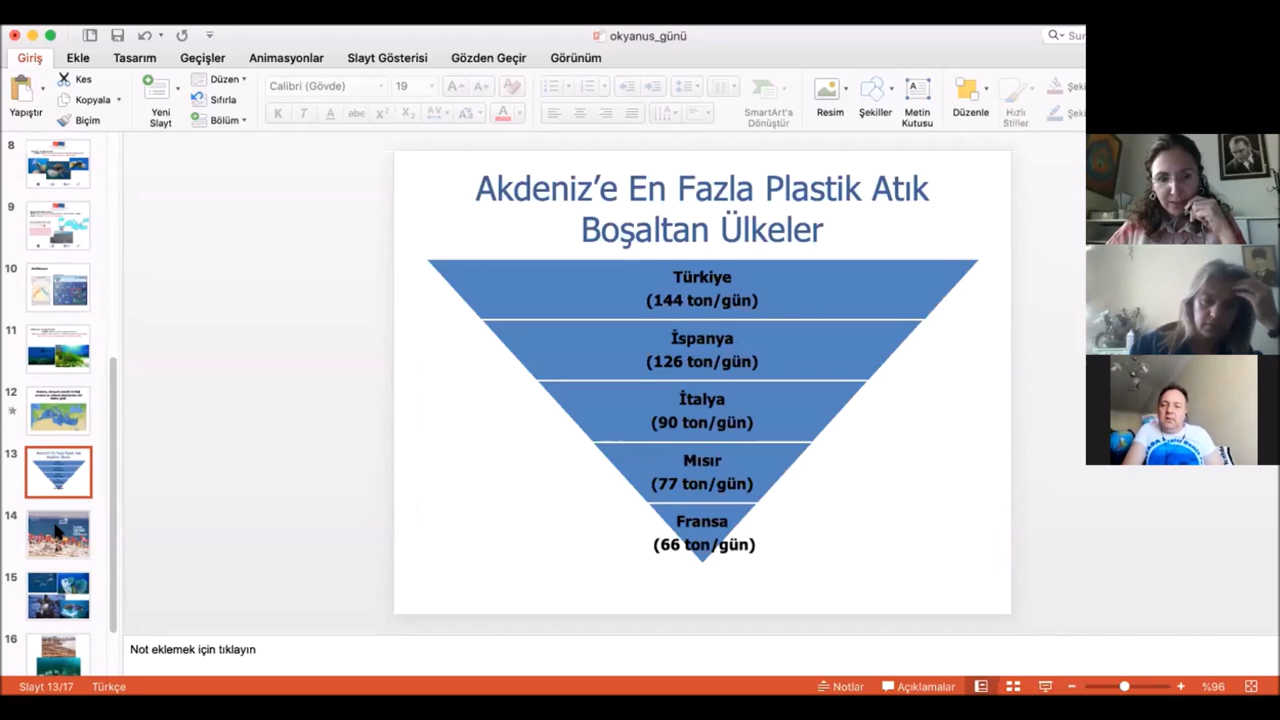 okyanus_günü
Giriş
Ekle
Tasarım
Geçişler
Animasyonlar
Slayt Gösterisi
Gözden Geçir
Görünüm
Yapıştır
Kes
Kopyala
Biçim
Yeni
Slayt
Düzen
Sıfırla
Bölüm
Calibri (Gövde)
19
SmartArt'a
Dönüştür
Resim
Şekiller
Metin
Kutusu
Düzenle
Hızlı
Stiller
8
9
10
11
12
13
14
15
16
Akdeniz'e En Fazla Plastik Atık
Boşaltan Ülkeler
Türkiye
(144 ton/gün)
İspanya
(126 ton/gün)
İtalya
(90 ton/gün)
Mısır
(77 ton/gün)
Fransa
(66 ton/gün)
Not eklemek için tıklayın
Slayt 13/17
Türkçe
Notlar
Açıklamalar
%96